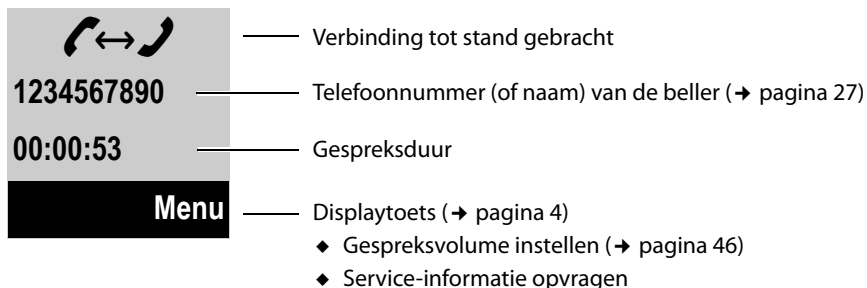 Verbinding tot stand gebracht
1234567890 Telefoonnummer (of naam) van de beller (➔ pagina 27)
00:00:53 Gespreksduur
Menu Displaytoets (➔ pagina 4)
◆ Gespreksvolume instellen (➔ pagina 46)
◆ Service-informatie opvragen